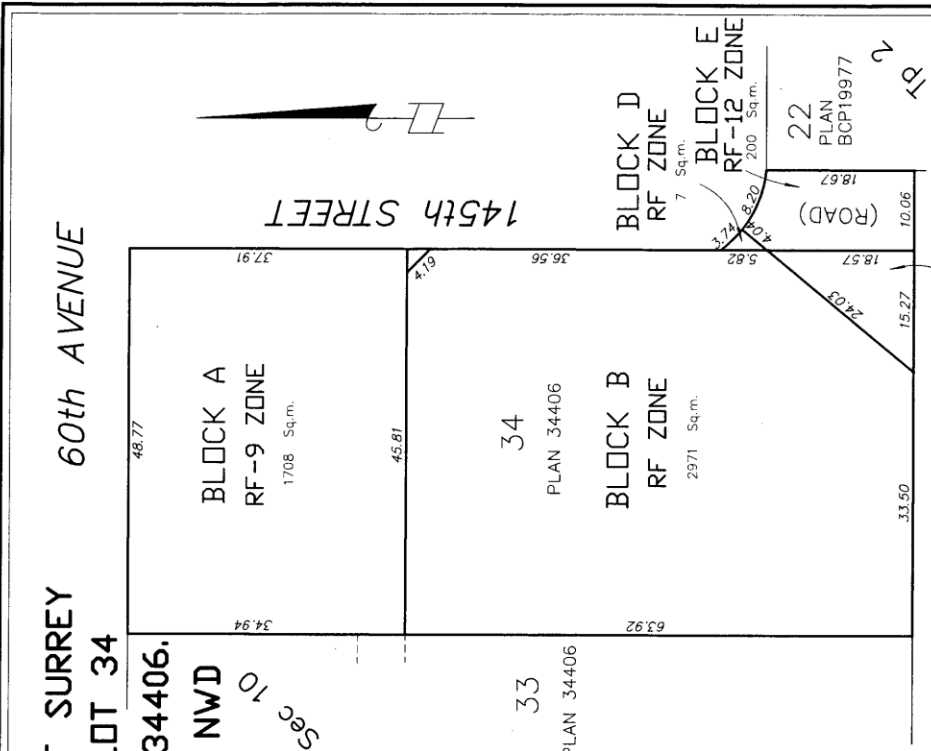 60th AVENUE
145th STREET
SURREY
LOT 34
34406.
NWD
Sec 10
48.77
37.91
BLOCK A
RF-9 ZONE
1708 Sq.m.
34.94
45.81
4.19
36.56
34
PLAN 34406
BLOCK B
RF ZONE
2971 Sq.m.
63.92
33
PLAN 34406
33.50
24.03
15.27
18.57
5.82
3.74
4.04
8.20
BLOCK D
RF ZONE
7 Sq.m.
BLOCK E
RF-12 ZONE
200 Sq.m.
22
PLAN
BCP19977
TP 2
18.67
(ROAD)
10.06